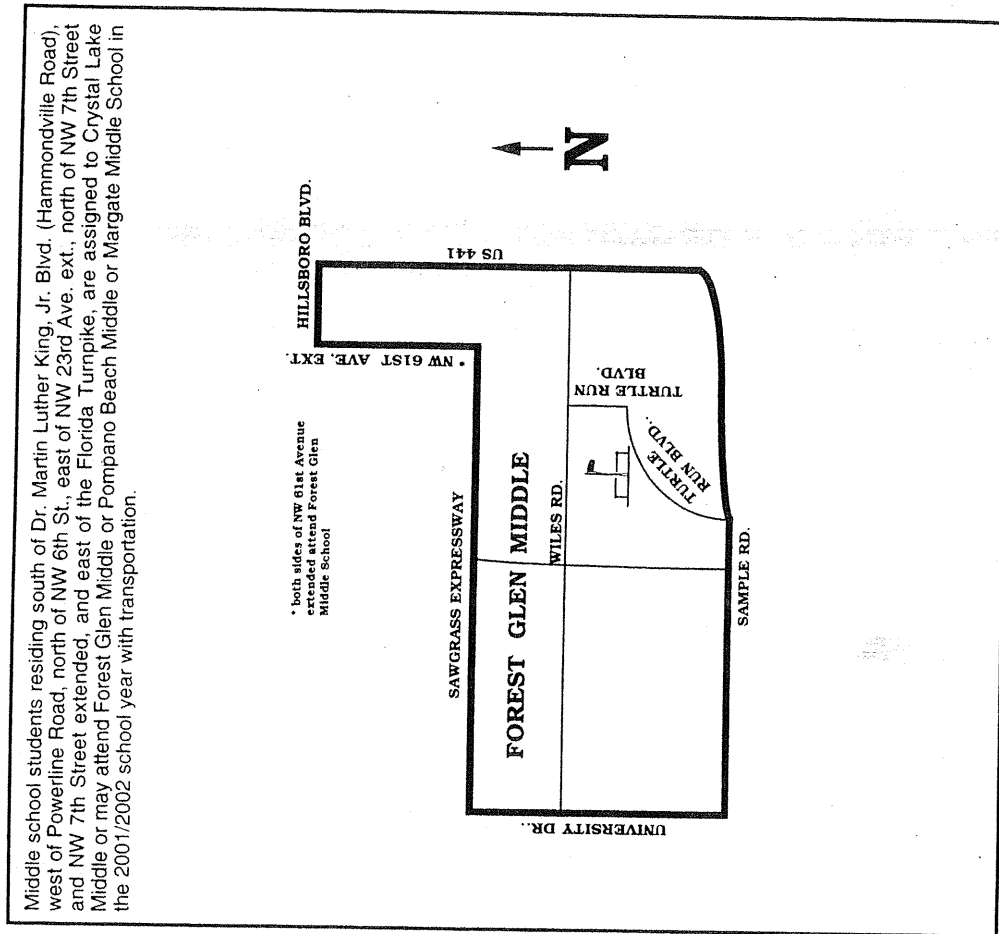 Middle school students residing south of Dr. Martin Luther King, Jr. Blvd. (Hammondville Road),
west of Powerline Road, north of NW 6th St., east of NW 23rd Ave. ext., north of NW 7th Street
and NW 7th Street extended, and east of the Florida Turnpike, are assigned to Crystal Lake
Middle or may attend Forest Glen Middle or Pompano Beach Middle or Margate Middle School in
the 2001/2002 school year with transportation.
N
HILLSBORO BLVD.
US 441
* NW 61ST AVE. EXT.
* both sides of NW 61st Avenue
extended attend Forest Glen
Middle School
SAWGRASS EXPRESSWAY
FOREST GLEN MIDDLE
WILES RD.
TURTLE RUN
BLVD.
TURTLE
RUN BLVD..
SAMPLE RD.
UNIVERSITY DR..